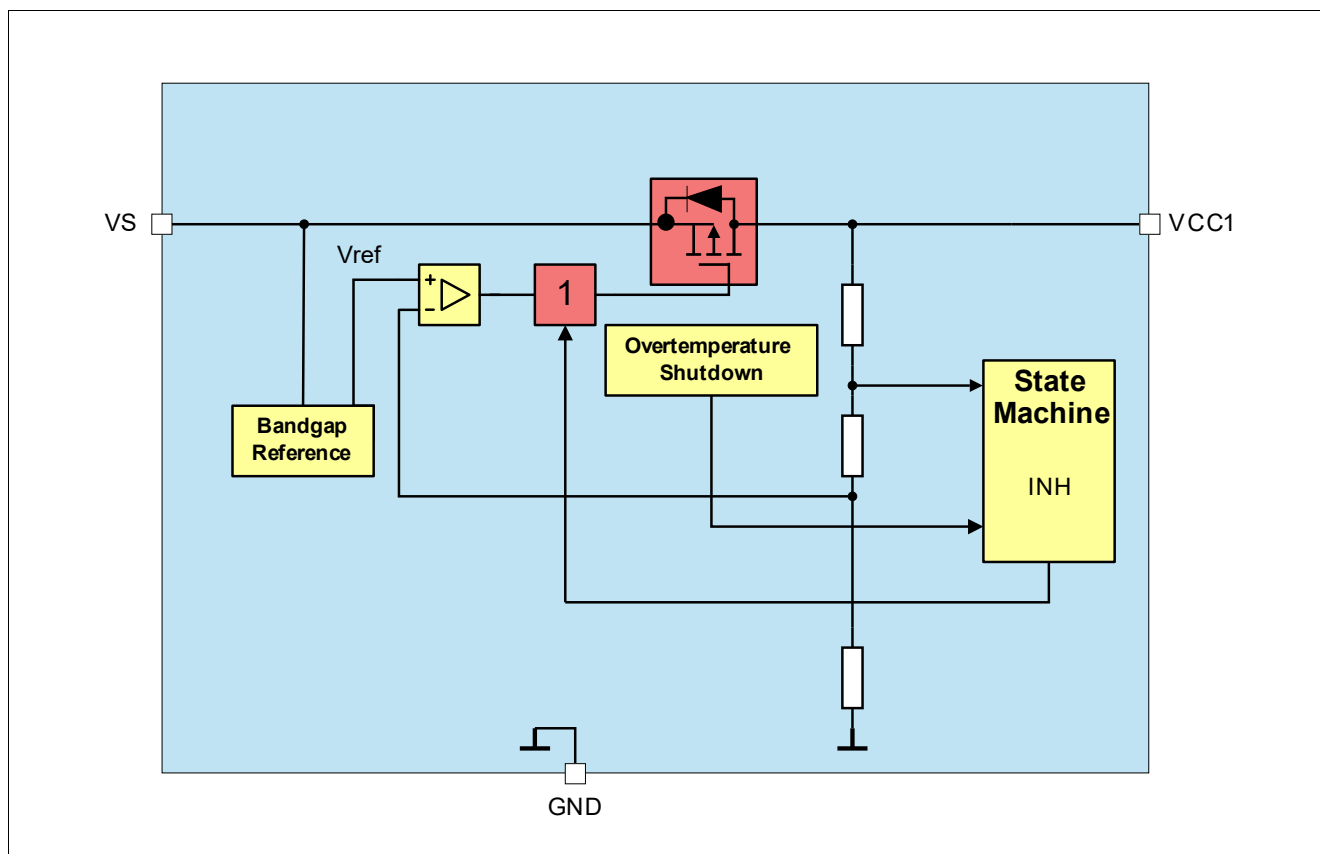 VS
VCC1
Vref
+
-
1
Overtemperature
Shutdown
State
Machine
INH
Bandgap
Reference
GND